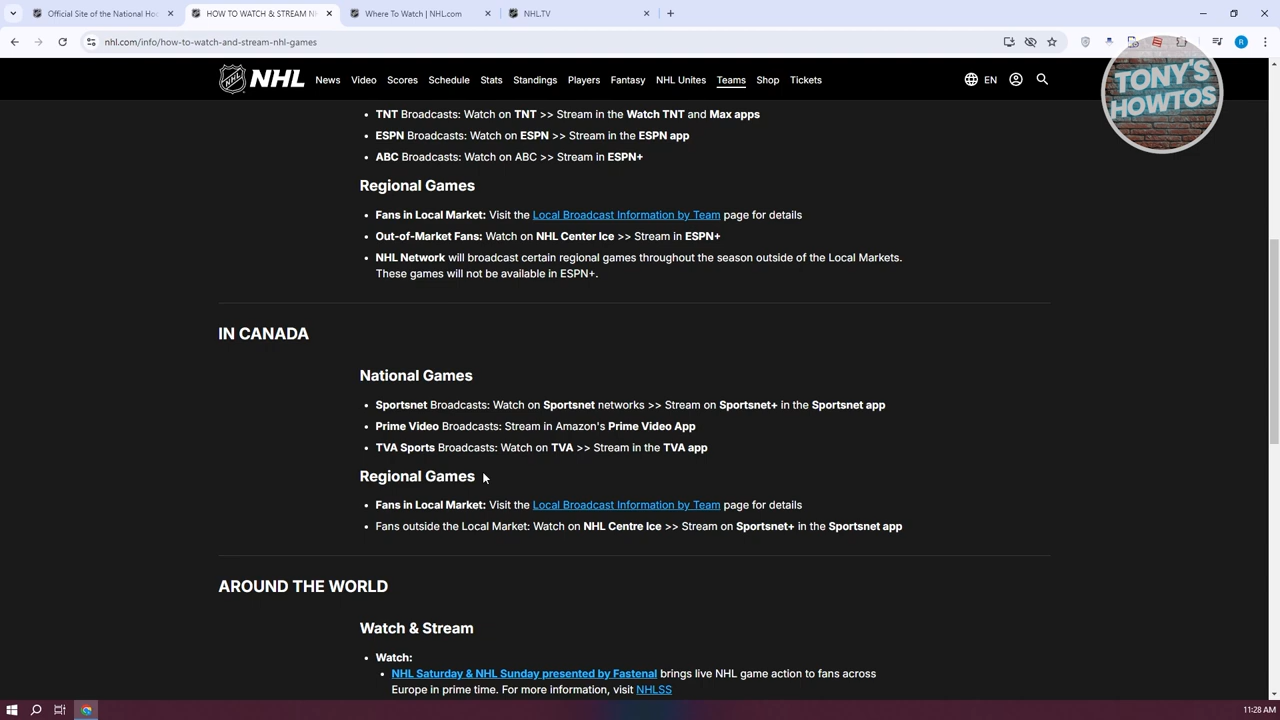 Official Site of the National Ho
HOW TO WATCH & STREAM NH
Where To Watch | NHL.com
NHL.TV
nhl.com/info/how-to-watch-and-stream-nhl-games
R
TONY'S
HOWTOS
NHL
News Video Scores Schedule Stats Standings Players Fantasy NHL Unites Teams Shop Tickets
EN
• TNT Broadcasts: Watch on TNT >> Stream in the Watch TNT and Max apps
• ESPN Broadcasts: Watch on ESPN >> Stream in the ESPN app
• ABC Broadcasts: Watch on ABC >> Stream in ESPN+
Regional Games
• Fans in Local Market: Visit the Local Broadcast Information by Team page for details
• Out-of-Market Fans: Watch on NHL Center Ice >> Stream in ESPN+
• NHL Network will broadcast certain regional games throughout the season outside of the Local Markets.
These games will not be available in ESPN+.
IN CANADA
National Games
• Sportsnet Broadcasts: Watch on Sportsnet networks >> Stream on Sportsnet+ in the Sportsnet app
• Prime Video Broadcasts: Stream in Amazon's Prime Video App
• TVA Sports Broadcasts: Watch on TVA >> Stream in the TVA app
Regional Games
• Fans in Local Market: Visit the Local Broadcast Information by Team page for details
• Fans outside the Local Market: Watch on NHL Centre Ice >> Stream on Sportsnet+ in the Sportsnet app
AROUND THE WORLD
Watch & Stream
• Watch:
• NHL Saturday & NHL Sunday presented by Fastenal brings live NHL game action to fans across
Europe in prime time. For more information, visit NHLSS
11:28 AM